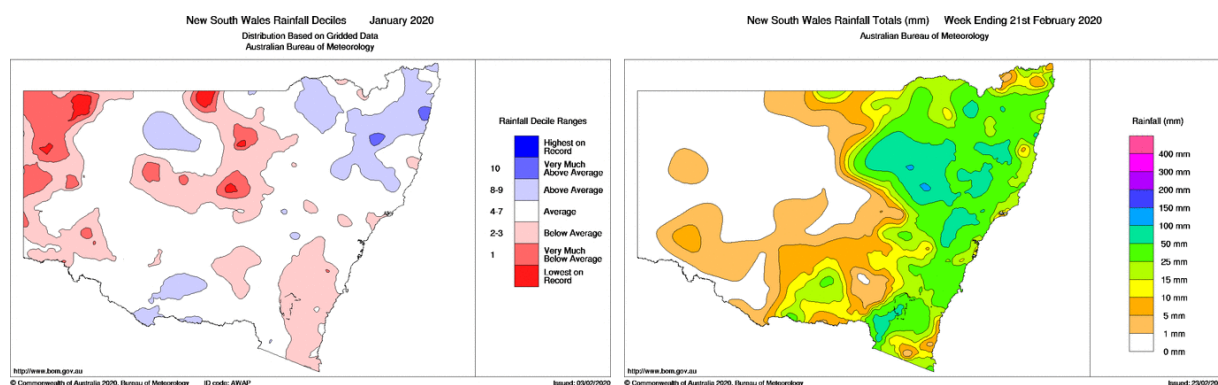 New South Wales Rainfall Deciles January 2020
Distribution Based on Gridded Data
Australian Bureau of Meteorology
Rainfall Decile Ranges
Highest on
Record
10
Very Much
Above Average
8-9
Above Average
4-7
Average
2-3
Below Average
1
Very Much
Below Average
Lowest on
Record
http://www.bom.gov.au
© Commonwealth of Australia 2020, Bureau of Meteorology
ID code: AWAP
Issued: 03/02/2020
New South Wales Rainfall Totals (mm) Week Ending 21st February 2020
Australian Bureau of Meteorology
Rainfall (mm)
400 mm
300 mm
200 mm
150 mm
100 mm
50 mm
25 mm
15 mm
10 mm
5 mm
1 mm
0 mm
http://www.bom.gov.au
© Commonwealth of Australia 2020, Bureau of Meteorology
Issued: 23/02/20